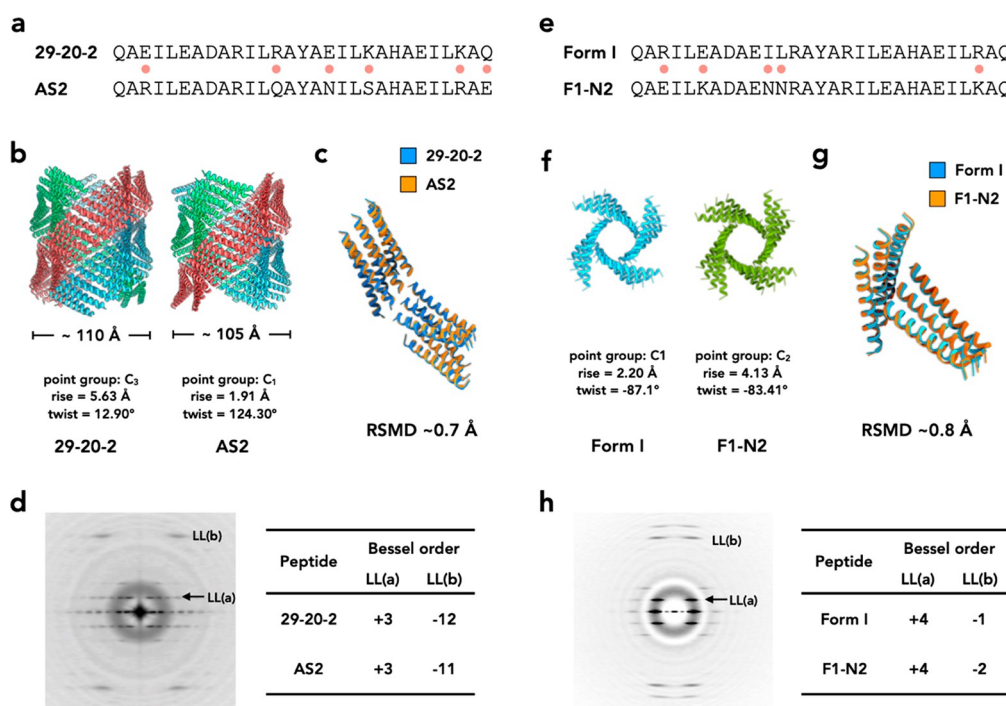 a
29-20-2 QAEILEADARILRAYAEILKAHAEILKAQ
AS2 QARILEADARILQAYANILSAHAEILRAE
b
~ 110 Å
~ 105 Å
point group: C3
rise = 5.63 Å
twist = 12.90°
29-20-2
point group: C1
rise = 1.91 Å
twist = 124.30°
AS2
c
29-20-2
AS2
RSMD ~0.7 Å
d
LL(b)
LL(a)
Peptide Bessel order
LL(a) LL(b)
29-20-2 +3 -12
AS2 +3 -11
e
Form I QARILEADAEILRAYARILEAHAEILRAQ
F1-N2 QAEILKADAENNRAYARILEAHAEILKAQ
f
point group: C1
rise = 2.20 Å
twist = -87.1°
Form I
point group: C2
rise = 4.13 Å
twist = -83.41°
F1-N2
g
Form I
F1-N2
RSMD ~0.8 Å
h
LL(b)
LL(a)
Peptide Bessel order
LL(a) LL(b)
Form I +4 -1
F1-N2 +4 -2